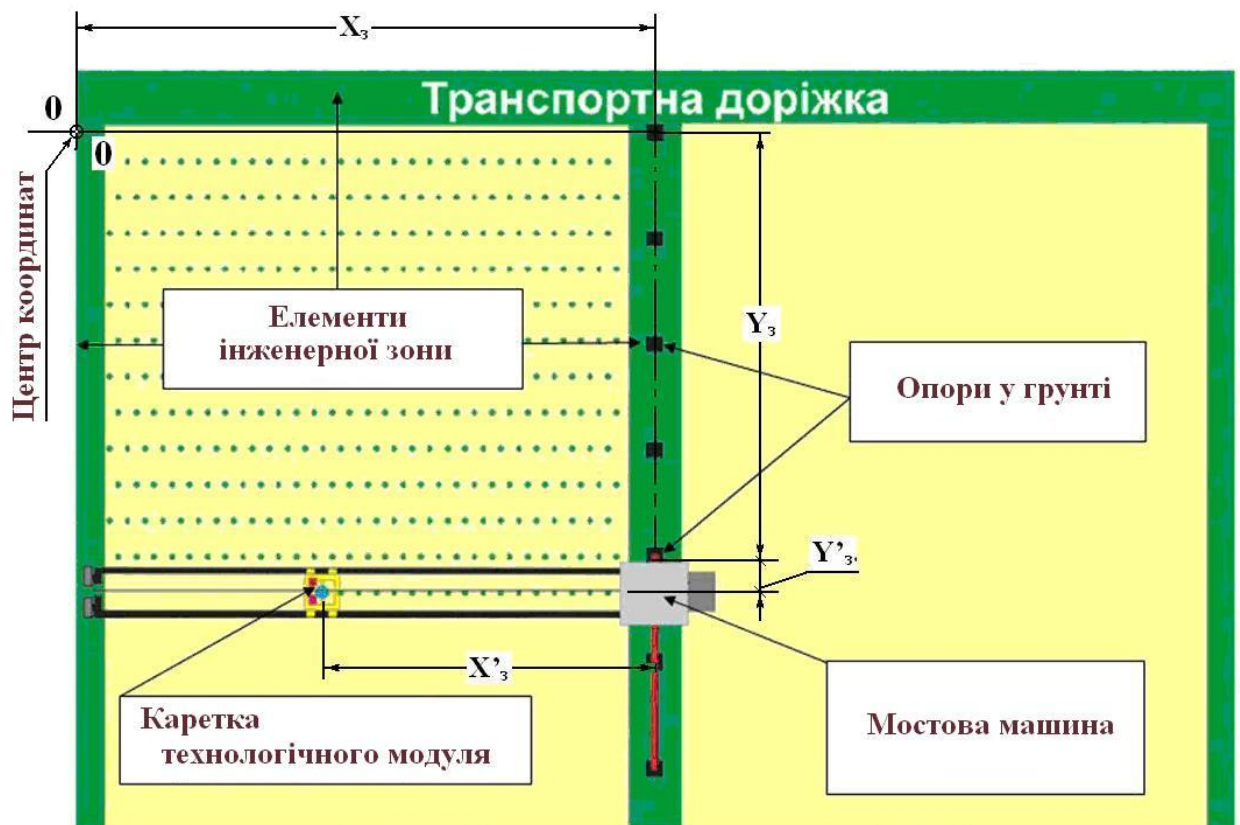 Xз
Транспортна доріжка
0
0
Центр координат
Елементи
інженерної зони
Yз
Опори у грунті
Y’з.
X’з
Каретка
технологічного модуля
Мостова машина